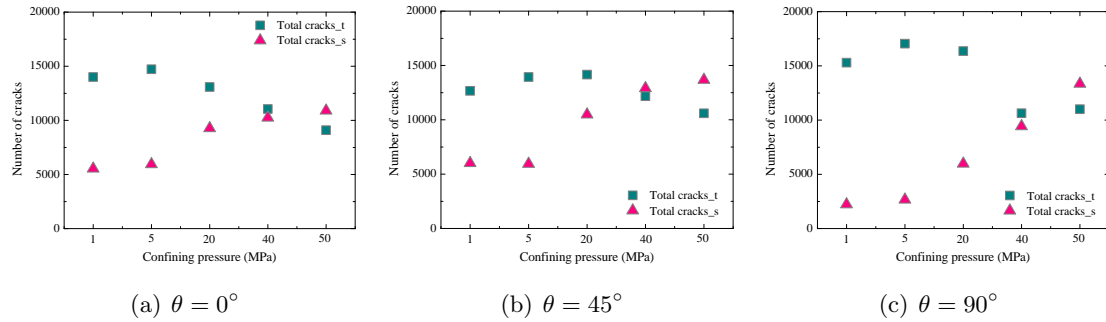 20000
15000
10000
5000
0
Number of cracks
Total cracks_t
Total cracks_s
1 5 20 40 50
Confining pressure (MPa)
(a) θ = 0°
20000
15000
10000
5000
0
Number of cracks
Total cracks_t
Total cracks_s
1 5 20 40 50
Confining pressure (MPa)
(b) θ = 45°
20000
15000
10000
5000
0
Number of cracks
Total cracks_t
Total cracks_s
1 5 20 40 50
Confining pressure (MPa)
(c) θ = 90°